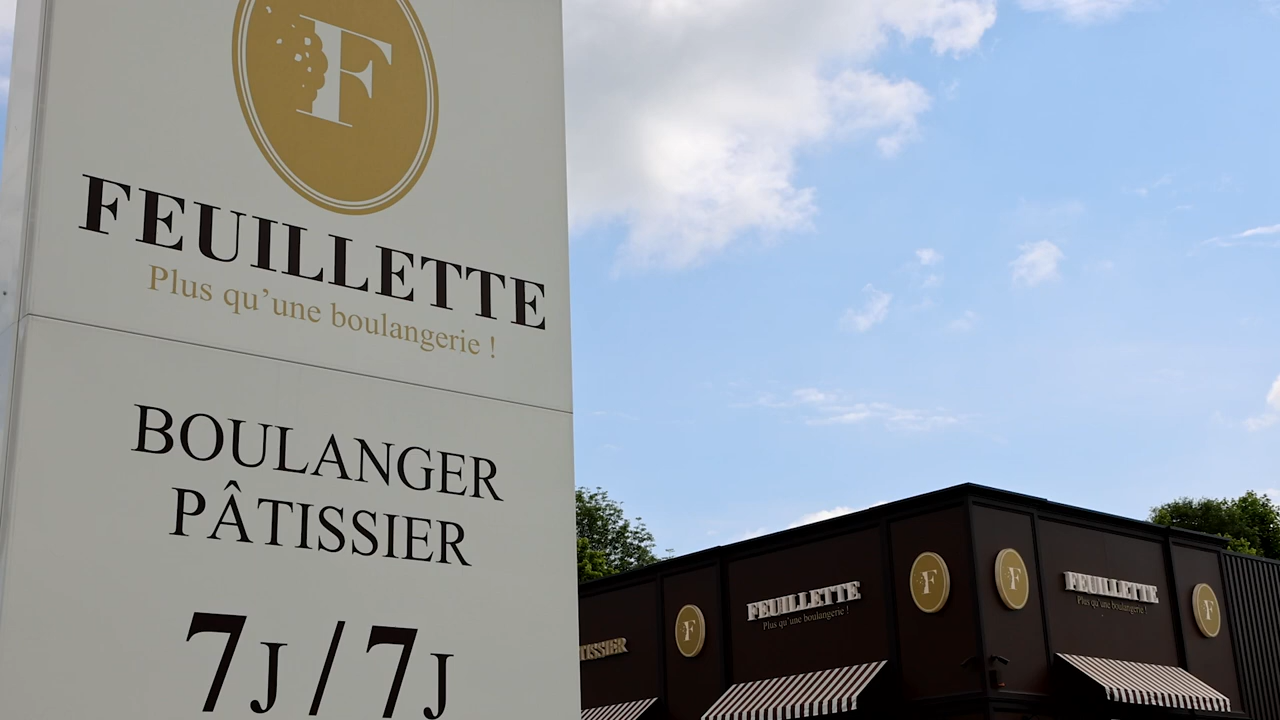 F
FEUILLETTE
Plus qu’une boulangerie !
BOULANGER
PÂTISSIER
7J / 7J
TISSIER
F
FEUILLETTE
Plus qu’une boulangerie !
F
F
FEUILLETTE
Plus qu’une boulangerie !
F